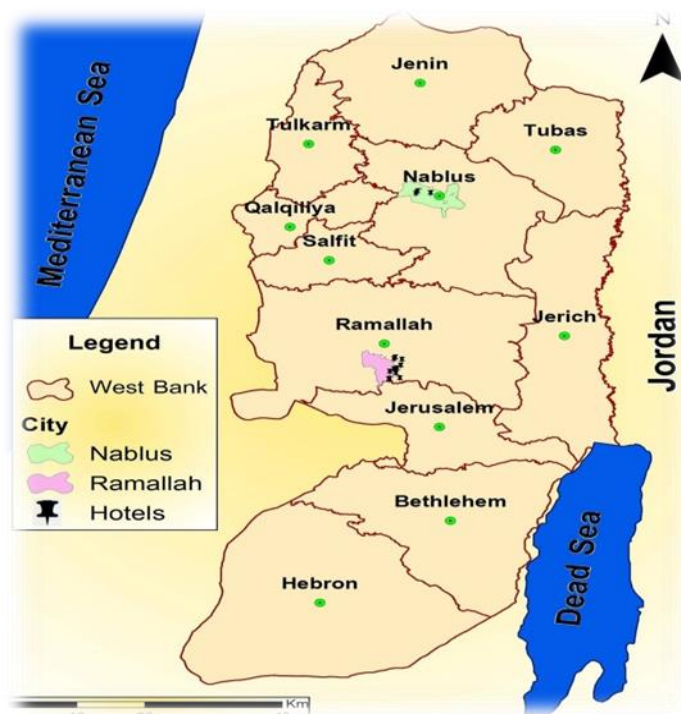 N
Jenin
Mediterranean Sea
Tulkarm
Tubas
Nablus
Qalqiliya
Salfit
Ramallah
Jerich
Jordan
Legend
West Bank
City
Nablus
Ramallah
Hotels
Jerusalem
Bethlehem
Dead Sea
Hebron
Km